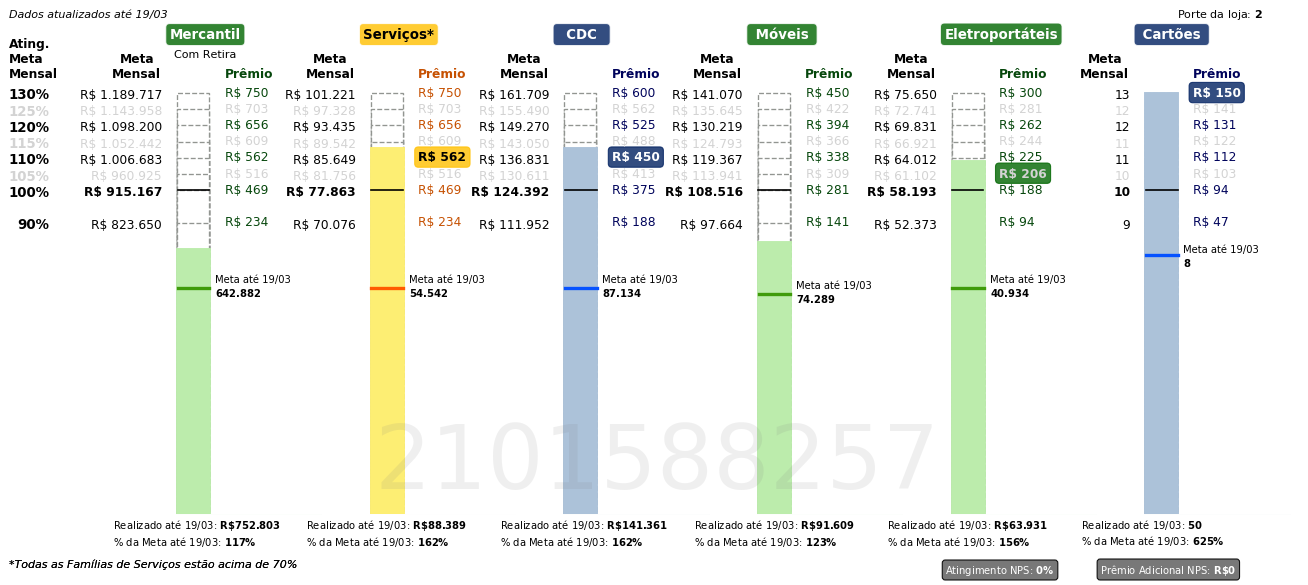 Dados atualizados até 19/03
Porte da loja: 2
Mercantil Serviços* CDC Móveis Eletroportáteis Cartões
Com Retira
Ating. Meta Mensal
Meta Mensal Prêmio Meta Mensal Prêmio Meta Mensal Prêmio Meta Mensal Prêmio Meta Mensal Prêmio Meta Mensal Prêmio
130% R$ 1.189.717 R$ 750 R$ 101.221 R$ 750 R$ 161.709 R$ 600 R$ 141.070 R$ 450 R$ 75.650 R$ 300 13 R$ 150
125% R$ 1.143.958 R$ 703 R$ 97.328 R$ 703 R$ 155.490 R$ 562 R$ 135.645 R$ 422 R$ 72.741 R$ 281 12 R$ 141
120% R$ 1.098.200 R$ 656 R$ 93.435 R$ 656 R$ 149.270 R$ 525 R$ 130.219 R$ 394 R$ 69.831 R$ 262 12 R$ 131
115% R$ 1.052.442 R$ 609 R$ 89.542 R$ 609 R$ 143.050 R$ 488 R$ 124.793 R$ 366 R$ 66.921 R$ 244 11 R$ 122
110% R$ 1.006.683 R$ 562 R$ 85.649 R$ 562 R$ 136.831 R$ 450 R$ 119.367 R$ 338 R$ 64.012 R$ 225 11 R$ 112
105% R$ 960.925 R$ 516 R$ 81.756 R$ 516 R$ 130.611 R$ 413 R$ 113.941 R$ 309 R$ 61.102 R$ 206 10 R$ 103
100% R$ 915.167 R$ 469 R$ 77.863 R$ 469 R$ 124.392 R$ 375 R$ 108.516 R$ 281 R$ 58.193 R$ 188 10 R$ 94
90% R$ 823.650 R$ 234 R$ 70.076 R$ 234 R$ 111.952 R$ 188 R$ 97.664 R$ 141 R$ 52.373 R$ 94 9 R$ 47
Meta até 19/03
8
Meta até 19/03 Meta até 19/03 Meta até 19/03 Meta até 19/03 Meta até 19/03
642.882 54.542 87.134 74.289 40.934
2101588257
Realizado até 19/03: R$752.803 Realizado até 19/03: R$88.389 Realizado até 19/03: R$141.361 Realizado até 19/03: R$91.609 Realizado até 19/03: R$63.931 Realizado até 19/03: 50
% da Meta até 19/03: 117% % da Meta até 19/03: 162% % da Meta até 19/03: 162% % da Meta até 19/03: 123% % da Meta até 19/03: 156% % da Meta até 19/03: 625%
*Todas as Famílias de Serviços estão acima de 70%
Atingimento NPS: 0% Prêmio Adicional NPS: R$0